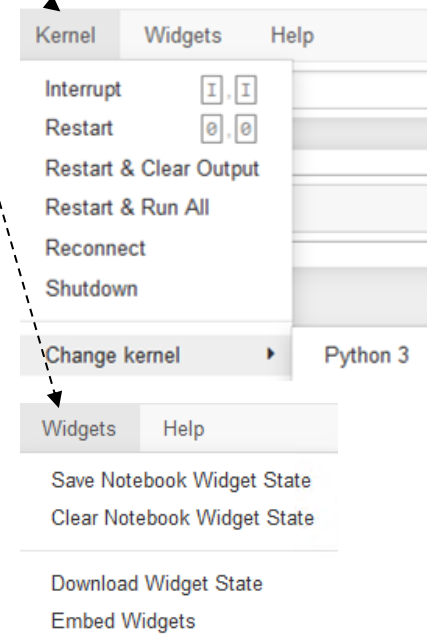 Kernel Widgets Help
Interrupt I,I
Restart 0,0
Restart & Clear Output
Restart & Run All
Reconnect
Shutdown
Change kernel Python 3
Widgets Help
Save Notebook Widget State
Clear Notebook Widget State
Download Widget State
Embed Widgets